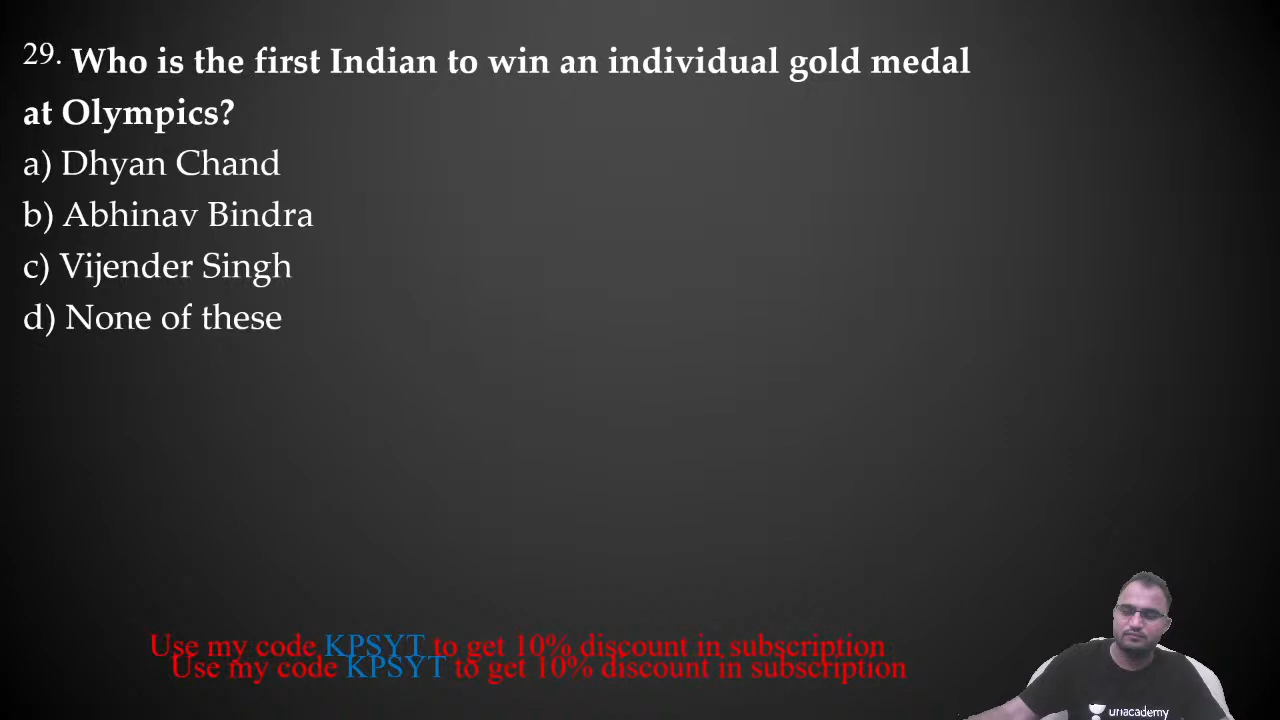 29. Who is the first Indian to win an individual gold medal
at Olympics?
a) Dhyan Chand
b) Abhinav Bindra
c) Vijender Singh
d) None of these
Use my code KPSYT to get 10% discount in subscription
Use my code KPSYT to get 10% discount in subscription
unacademy